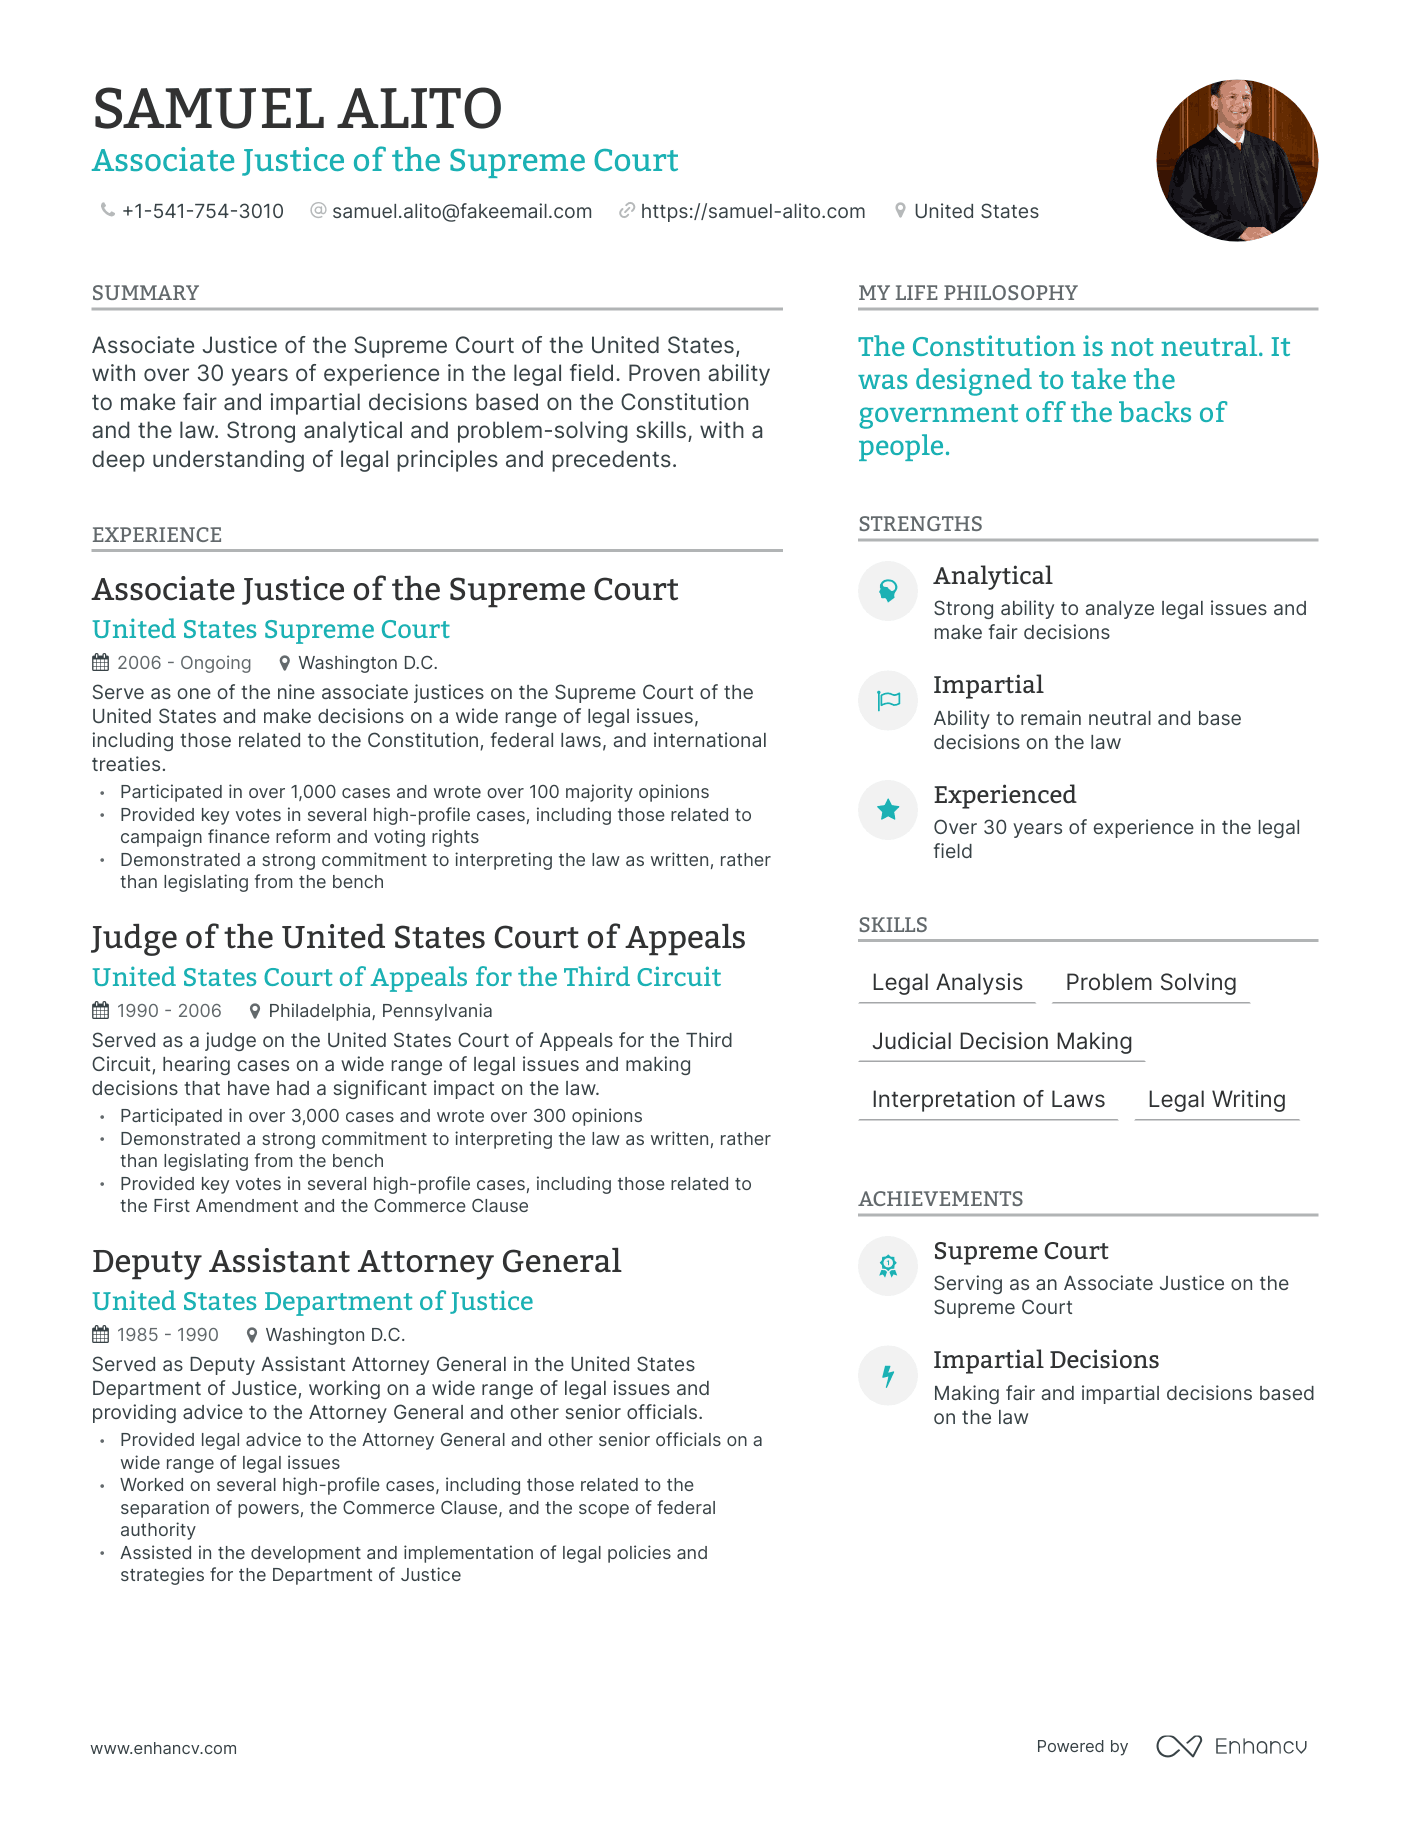 SAMUEL ALITO
Associate Justice of the Supreme Court
+1-541-754-3010 @ samuel.alito@fakeemail.com https://samuel-alito.com United States
SUMMARY
Associate Justice of the Supreme Court of the United States,
with over 30 years of experience in the legal field. Proven ability
to make fair and impartial decisions based on the Constitution
and the law. Strong analytical and problem-solving skills, with a
deep understanding of legal principles and precedents.
EXPERIENCE
Associate Justice of the Supreme Court
United States Supreme Court
2006 - Ongoing Washington D.C.
Serve as one of the nine associate justices on the Supreme Court of the
United States and make decisions on a wide range of legal issues,
including those related to the Constitution, federal laws, and international
treaties.
• Participated in over 1,000 cases and wrote over 100 majority opinions
• Provided key votes in several high-profile cases, including those related to
campaign finance reform and voting rights
• Demonstrated a strong commitment to interpreting the law as written, rather
than legislating from the bench
Judge of the United States Court of Appeals
United States Court of Appeals for the Third Circuit
1990 - 2006 Philadelphia, Pennsylvania
Served as a judge on the United States Court of Appeals for the Third
Circuit, hearing cases on a wide range of legal issues and making
decisions that have had a significant impact on the law.
• Participated in over 3,000 cases and wrote over 300 opinions
• Demonstrated a strong commitment to interpreting the law as written, rather
than legislating from the bench
• Provided key votes in several high-profile cases, including those related to
the First Amendment and the Commerce Clause
Deputy Assistant Attorney General
United States Department of Justice
1985 - 1990 Washington D.C.
Served as Deputy Assistant Attorney General in the United States
Department of Justice, working on a wide range of legal issues and
providing advice to the Attorney General and other senior officials.
• Provided legal advice to the Attorney General and other senior officials on a
wide range of legal issues
• Worked on several high-profile cases, including those related to the
separation of powers, the Commerce Clause, and the scope of federal
authority
• Assisted in the development and implementation of legal policies and
strategies for the Department of Justice
MY LIFE PHILOSOPHY
The Constitution is not neutral. It
was designed to take the
government off the backs of
people.
STRENGTHS
Analytical
Strong ability to analyze legal issues and
make fair decisions
Impartial
Ability to remain neutral and base
decisions on the law
Experienced
Over 30 years of experience in the legal
field
SKILLS
Legal Analysis Problem Solving
Judicial Decision Making
Interpretation of Laws Legal Writing
ACHIEVEMENTS
Supreme Court
Serving as an Associate Justice on the
Supreme Court
Impartial Decisions
Making fair and impartial decisions based
on the law
www.enhancv.com
Powered by Enhancv